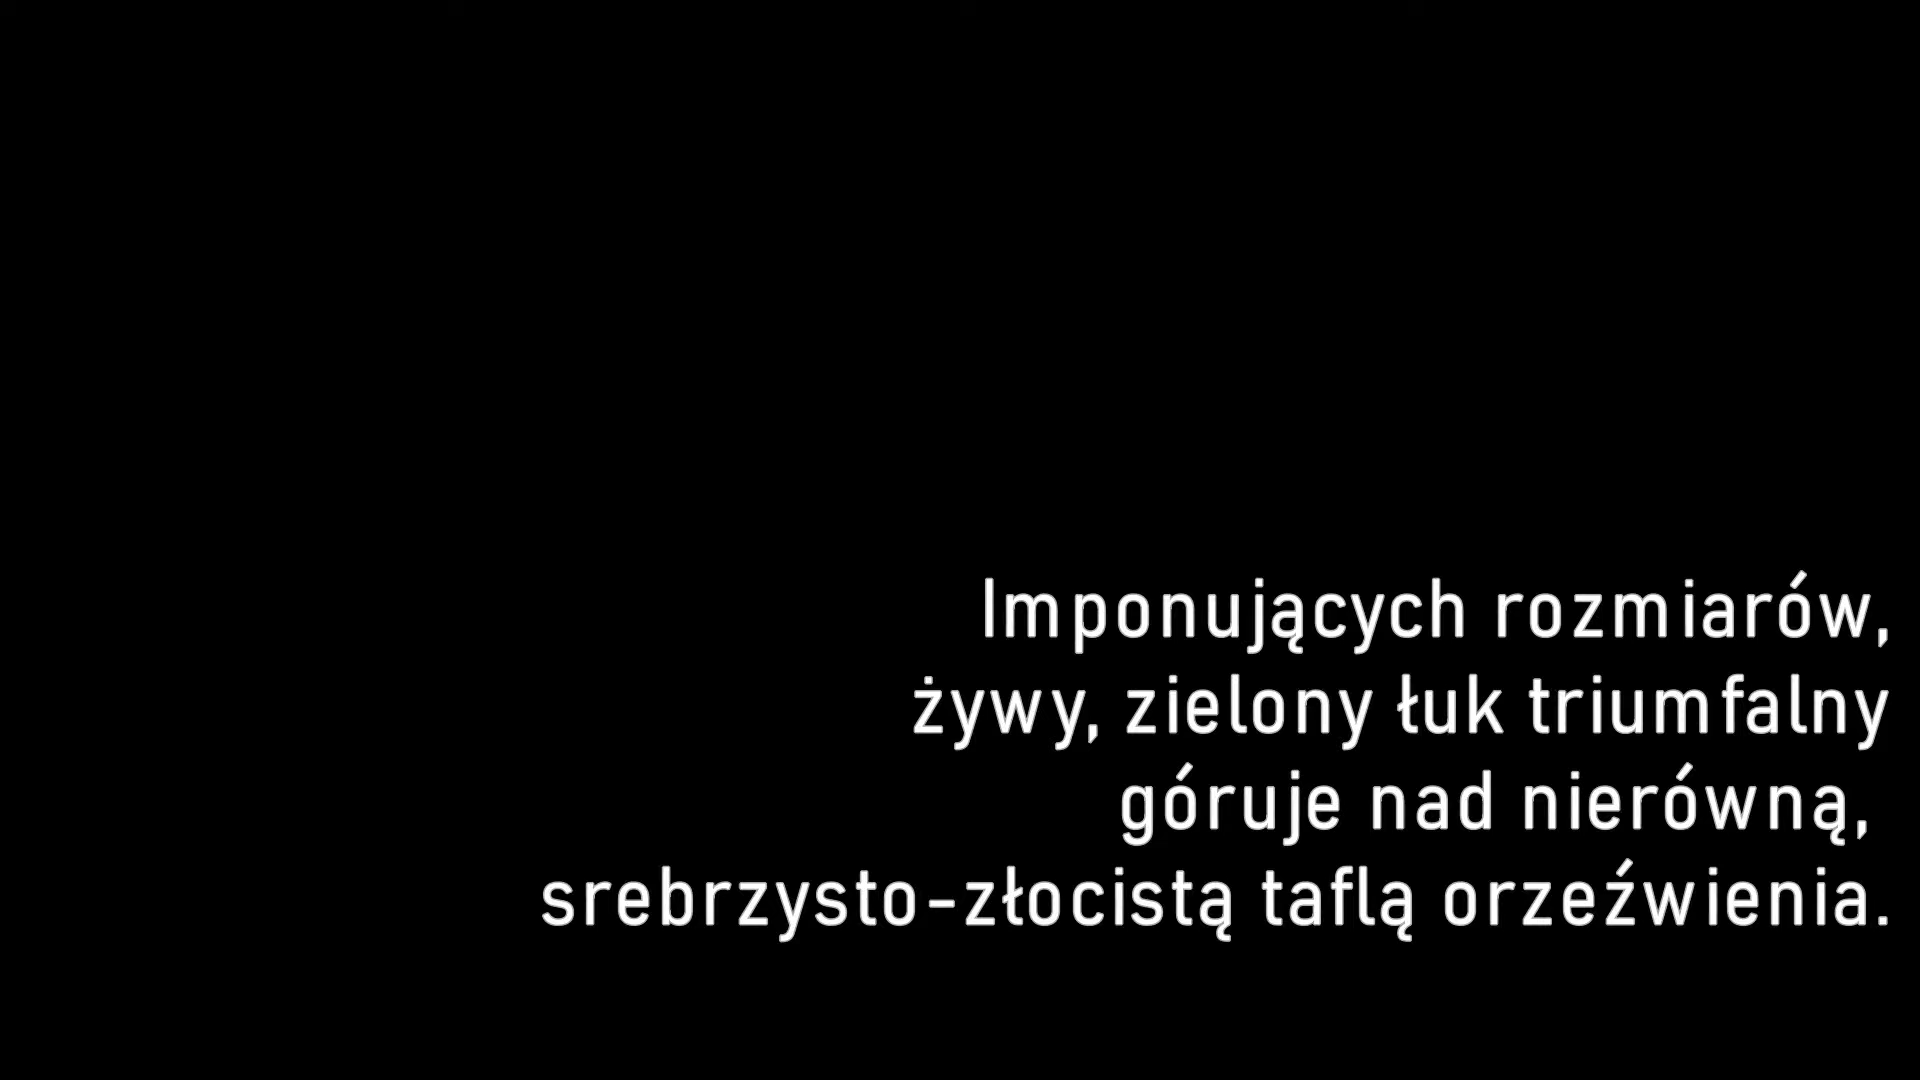 Imponujących rozmiarów,
żywy, zielony łuk triumfalny
góruje nad nierówną,
srebrzysto-złocistą taflą orzeźwienia.